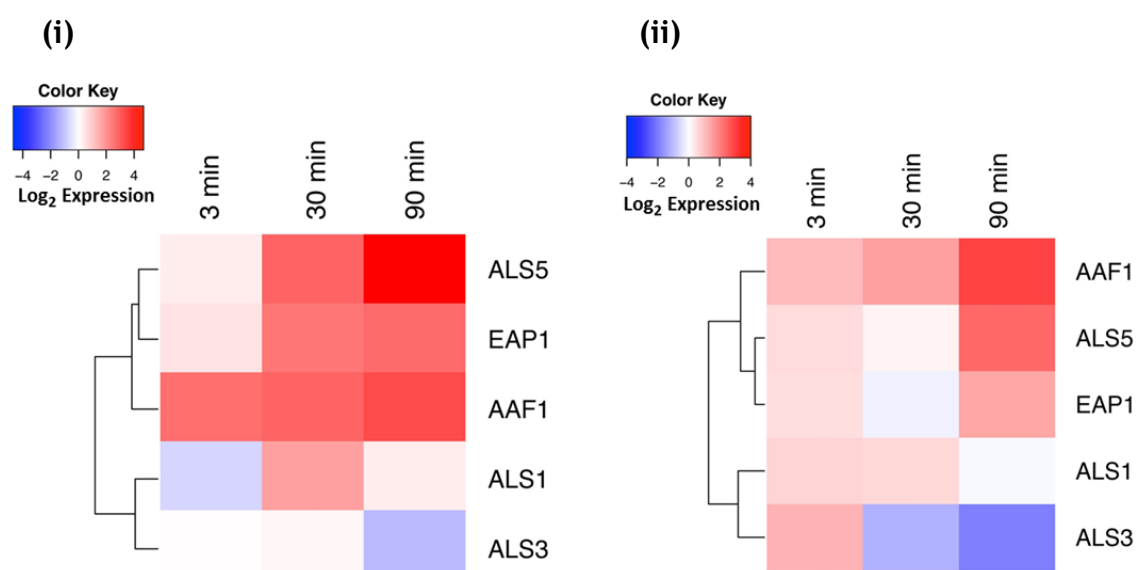 (i)
Color Key
−4 −2 0 2 4
Log2 Expression
3 min
30 min
90 min
ALS5
EAP1
AAF1
ALS1
ALS3
(ii)
Color Key
−4 −2 0 2 4
Log2 Expression
3 min
30 min
90 min
AAF1
ALS5
EAP1
ALS1
ALS3